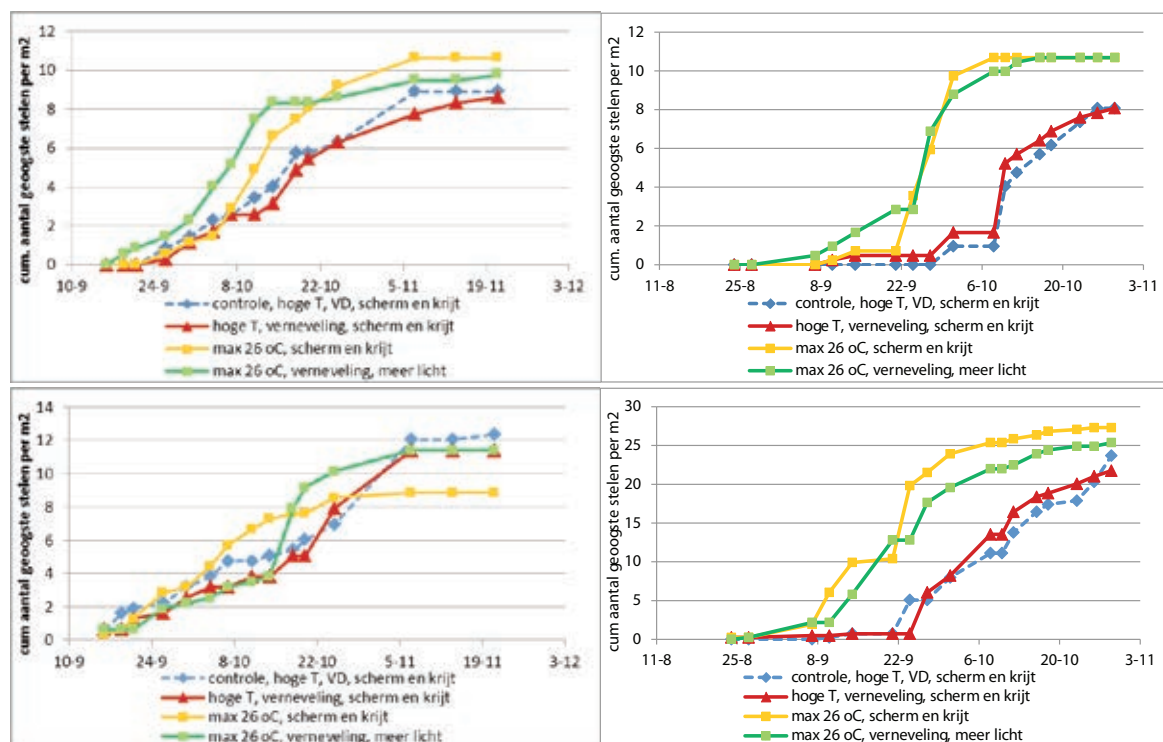 cum. aantal geoogste stelen per m2
12
10
8
6
4
2
0
10-9 24-9 8-10 22-10 5-11 19-11 3-12
controle, hoge T, VD, scherm en krijt
hoge T, verneveling, scherm en krijt
max 26 oC, scherm en krijt
max 26 oC, verneveling, meer licht
cum. aantal geoogste stelen per m2
12
10
8
6
4
2
0
11-8 25-8 8-9 22-9 6-10 20-10 3-11
controle, hoge T, VD, scherm en krijt
hoge T, verneveling, scherm en krijt
max 26 oC, scherm en krijt
max 26 oC, verneveling, meer licht
cum aantal geoogste stelen per m2
14
12
10
8
6
4
2
0
10-9 24-9 8-10 22-10 5-11 19-11 3-12
controle, hoge T, VD, scherm en krijt
hoge T, verneveling, scherm en krijt
max 26 oC, scherm en krijt
max 26 oC, verneveling, meer licht
cum aantal geoogste stelen per m2
30
25
20
15
10
5
0
11-8 25-8 8-9 22-9 6-10 20-10 3-11
controle, hoge T, VD, scherm en krijt
hoge T, verneveling, scherm en krijt
max 26 oC, scherm en krijt
max 26 oC, verneveling, meer licht